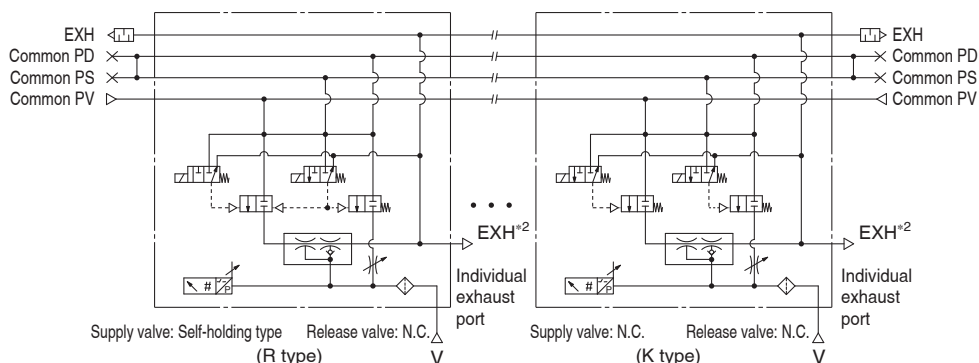 EXH
EXH
Common PD
Common PD
Common PS
Common PS
Common PV
Common PV
EXH*2
EXH*2
# P
# P
Individual
exhaust
port
Individual
exhaust
port
Supply valve: Self-holding type Release valve: N.C.
(R type)
V
Supply valve: N.C. Release valve: N.C.
(K type)
V